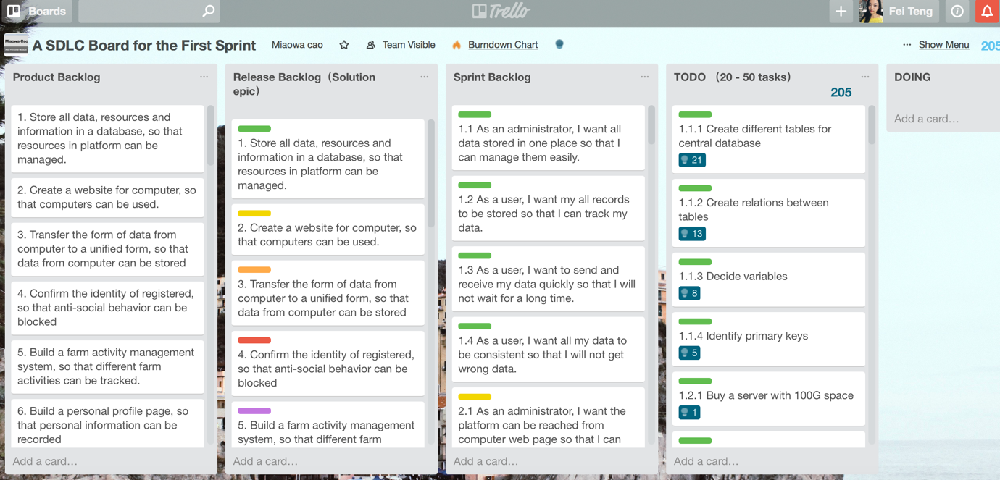 Boards
Trello
Fei Teng
Miaowa Cao
A SDLC Board for the First Sprint
Miaowa cao
Team Visible
Burndown Chart
Show Menu
205
Product Backlog
1. Store all data, resources and
information in a database, so that
resources in platform can be
managed.
2. Create a website for computer, so
that computers can be used.
3. Transfer the form of data from
computer to a unified form, so that
data from computer can be stored
4. Confirm the identity of registered,
so that anti-social behavior can be
blocked
5. Build a farm activity management
system, so that different farm
activities can be tracked.
6. Build a personal profile page, so
that personal information can be
recorded
Add a card…
Release Backlog（Solution
epic）
1. Store all data, resources and
information in a database, so that
resources in platform can be
managed.
2. Create a website for computer, so
that computers can be used.
3. Transfer the form of data from
computer to a unified form, so that
data from computer can be stored
4. Confirm the identity of registered,
so that anti-social behavior can be
blocked
5. Build a farm activity management
system, so that different farm
Add a card…
Sprint Backlog
1.1 As an administrator, I want all
data stored in one place so that I
can manage them easily.
1.2 As a user, I want my all records
to be stored so that I can track my
data.
1.3 As a user, I want to send and
receive my data quickly so that I will
not wait for a long time.
1.4 As a user, I want all my data to
be consistent so that I will not get
wrong data.
2.1 As an administrator, I want the
platform can be reached from
computer web page so that I can
Add a card…
TODO （20 - 50 tasks）
205
1.1.1 Create different tables for
central database
21
1.1.2 Create relations between
tables
13
1.1.3 Decide variables
8
1.1.4 Identify primary keys
5
1.2.1 Buy a server with 100G space
1
Add a card…
DOING
Add a card…